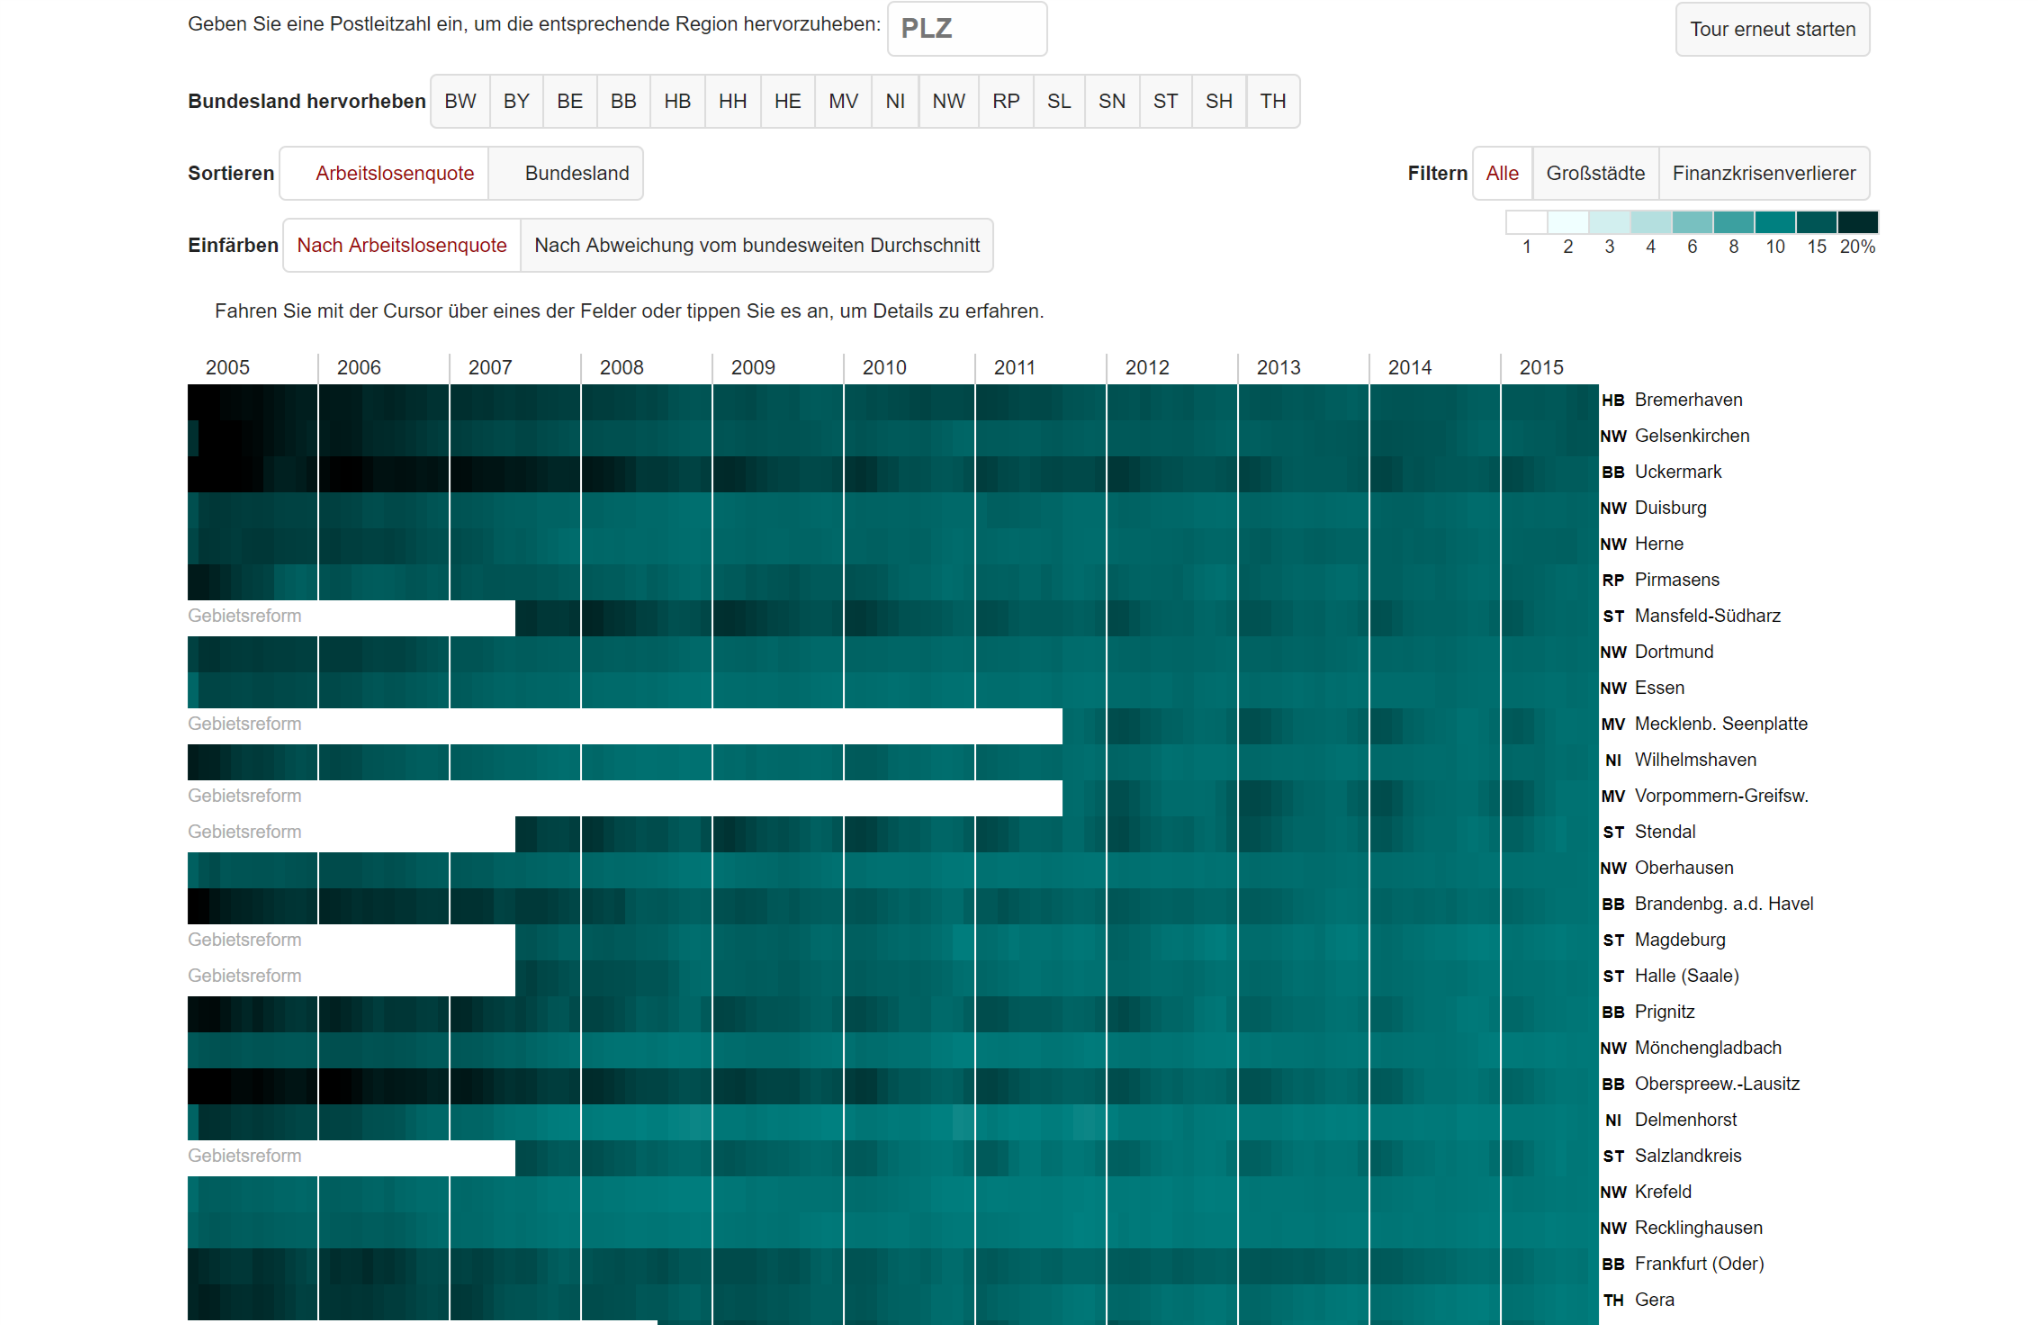 Geben Sie eine Postleitzahl ein, um die entsprechende Region hervorzuheben: PLZ Tour erneut starten
Bundesland hervorheben BW BY BE BB HB HH HE MV NI NW RP SL SN ST SH TH
Sortieren Arbeitslosenquote Bundesland Filtern Alle Großstädte Finanzkrisenverlierer
Einfärben Nach Arbeitslosenquote Nach Abweichung vom bundesweiten Durchschnitt
1 2 3 4 6 8 10 15 20%
Fahren Sie mit der Cursor über eines der Felder oder tippen Sie es an, um Details zu erfahren.
2005 2006 2007 2008 2009 2010 2011 2012 2013 2014 2015
HB Bremerhaven
NW Gelsenkirchen
BB Uckermark
NW Duisburg
NW Herne
RP Pirmasens
Gebietsreform ST Mansfeld-Südharz
NW Dortmund
NW Essen
Gebietsreform MV Mecklenb. Seenplatte
NI Wilhelmshaven
Gebietsreform MV Vorpommern-Greifsw.
Gebietsreform ST Stendal
NW Oberhausen
BB Brandenbg. a.d. Havel
Gebietsreform ST Magdeburg
Gebietsreform ST Halle (Saale)
BB Prignitz
NW Mönchengladbach
BB Oberspreew.-Lausitz
NI Delmenhorst
Gebietsreform ST Salzlandkreis
NW Krefeld
NW Recklinghausen
BB Frankfurt (Oder)
TH Gera